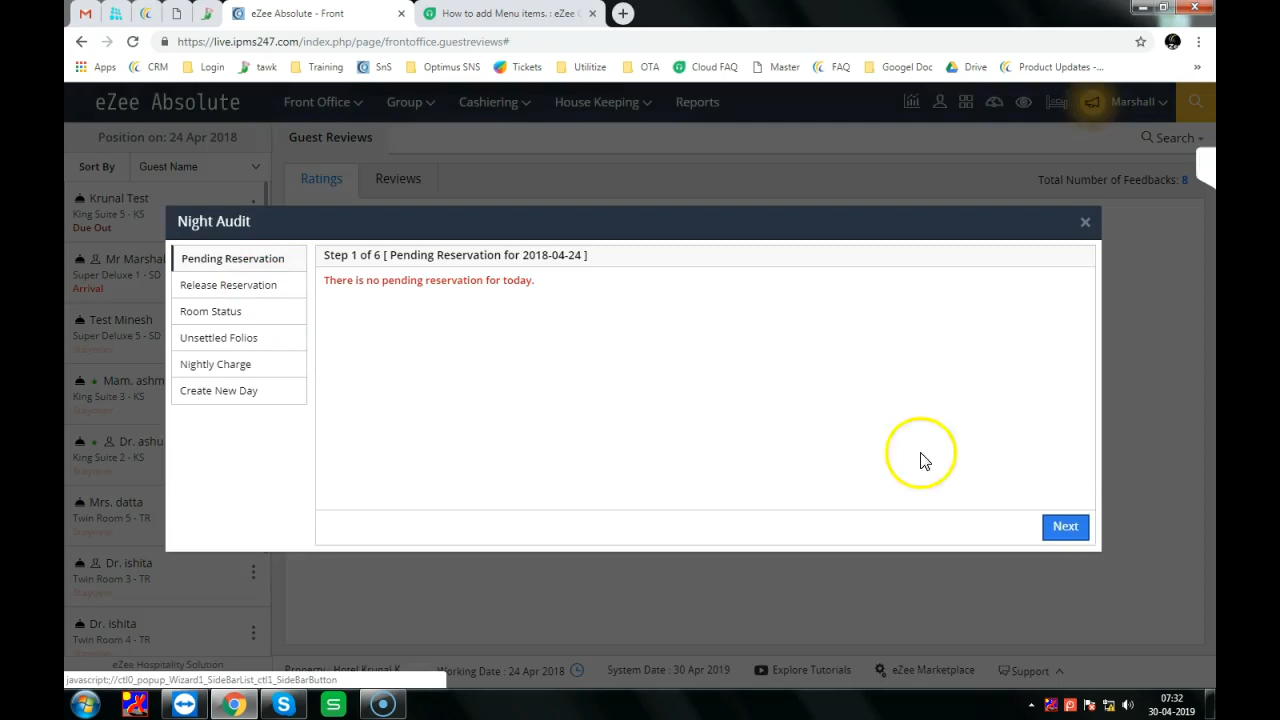 eZee Absolute - Front
How to add Menu items. : eZee C
https://live.ipms247.com/index.php/page/frontoffice.guestreviews#
Apps CRM Login tawk Training SnS Optimus SNS Tickets Utilitize OTA Cloud FAQ Master FAQ Googel Doc Drive Product Updates -... »
eZee Absolute Front Office Group Cashiering House Keeping Reports Marshall
Position on: 24 Apr 2018 Guest Reviews Search
Sort By Guest Name Ratings Reviews Total Number of Feedbacks: 8
Krunal Test
King Suite 5 - KS
Due Out
Mr Marshal
Super Deluxe 1 - SD
Arrival
Test Minesh
Super Deluxe 5 - SD
Stayover
Mam. ashm
King Suite 3 - KS
Stayover
Dr. ashu
King Suite 2 - KS
Stayover
Mrs. datta
Twin Room 5 - TR
Stayover
Dr. ishita
Twin Room 3 - TR
Stayover
Dr. ishita
Twin Room 4 - TR
Night Audit
Pending Reservation
Release Reservation
Room Status
Unsettled Folios
Nightly Charge
Create New Day
Step 1 of 6 [ Pending Reservation for 2018-04-24 ]
There is no pending reservation for today.
Next
eZee Hospitality Solution Property : Hotel Krunal K Working Date : 24 Apr 2018 System Date : 30 Apr 2019 Explore Tutorials eZee Marketplace Support
javascript://ctl0_popup_Wizard1_SideBarList_ctl1_SideBarButton
07:32
30-04-2019